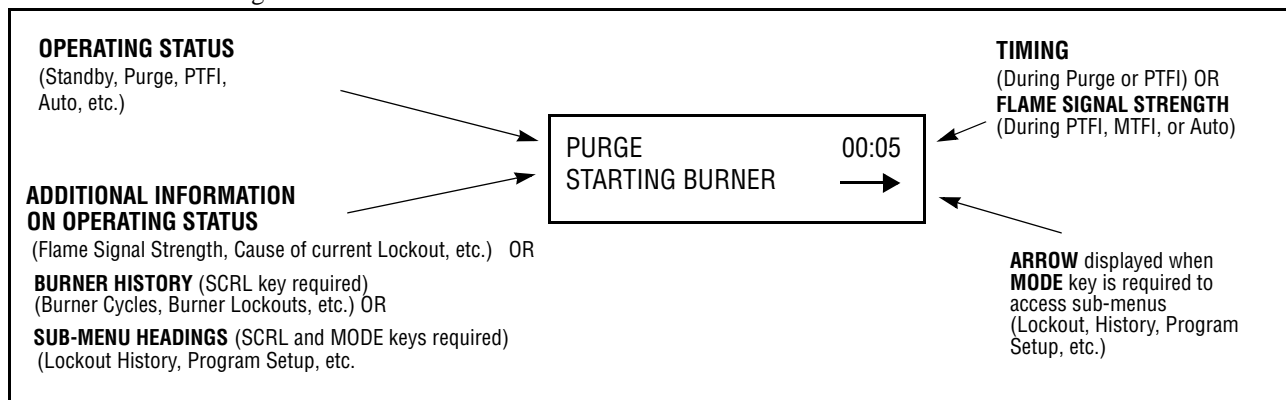 OPERATING STATUS
(Standby, Purge, PTFI,
Auto, etc.)
ADDITIONAL INFORMATION
ON OPERATING STATUS
(Flame Signal Strength, Cause of current Lockout, etc.) OR
BURNER HISTORY (SCRL key required)
(Burner Cycles, Burner Lockouts, etc.) OR
SUB-MENU HEADINGS (SCRL and MODE keys required)
(Lockout History, Program Setup, etc.
PURGE 00:05
STARTING BURNER
TIMING
(During Purge or PTFI) OR
FLAME SIGNAL STRENGTH
(During PTFI, MTFI, or Auto)
ARROW displayed when
MODE key is required to
access sub-menus
(Lockout, History, Program
Setup, etc.)